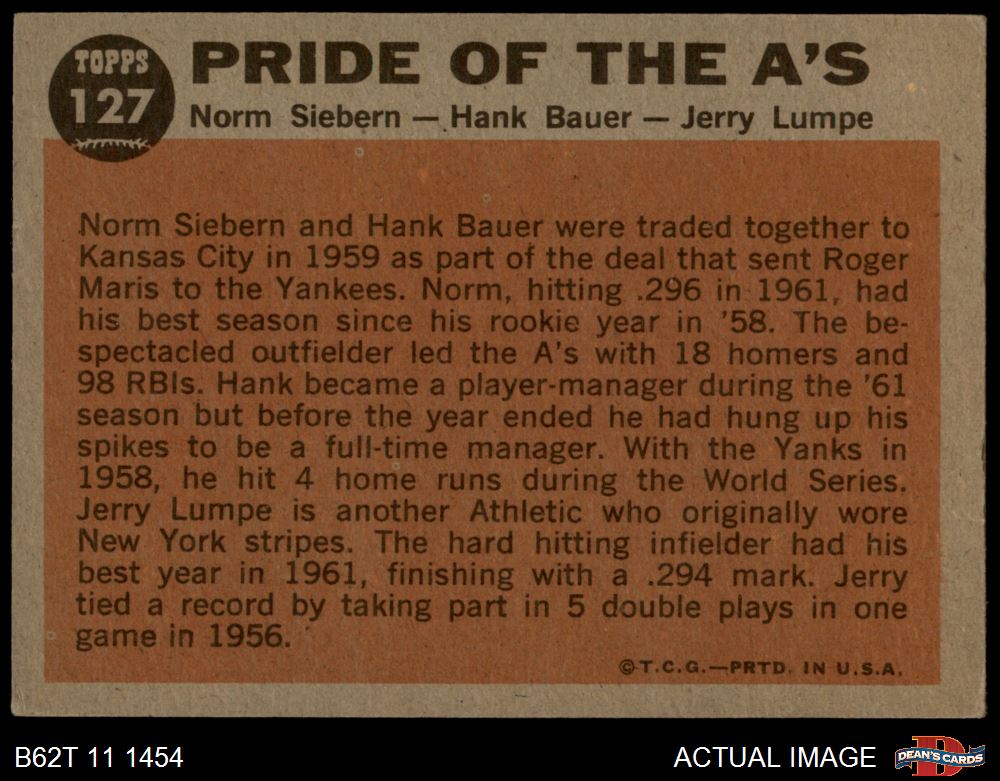 TOPPS
127
PRIDE OF THE A'S
Norm Siebern — Hank Bauer — Jerry Lumpe
Norm Siebern and Hank Bauer were traded together to
Kansas City in 1959 as part of the deal that sent Roger
Maris to the Yankees. Norm, hitting .296 in 1961, had
his best season since his rookie year in '58. The be-
spectacled outfielder led the A's with 18 homers and
98 RBIs. Hank became a player-manager during the '61
season but before the year ended he had hung up his
spikes to be a full-time manager. With the Yanks in
1958, he hit 4 home runs during the World Series.
Jerry Lumpe is another Athletic who originally wore
New York stripes. The hard hitting infielder had his
best year in 1961, finishing with a .294 mark. Jerry
tied a record by taking part in 5 double plays in one
game in 1956.
©T.C.G.—PRTD. IN U.S.A.
B62T 11 1454
ACTUAL IMAGE
D
DEAN'S CARDS